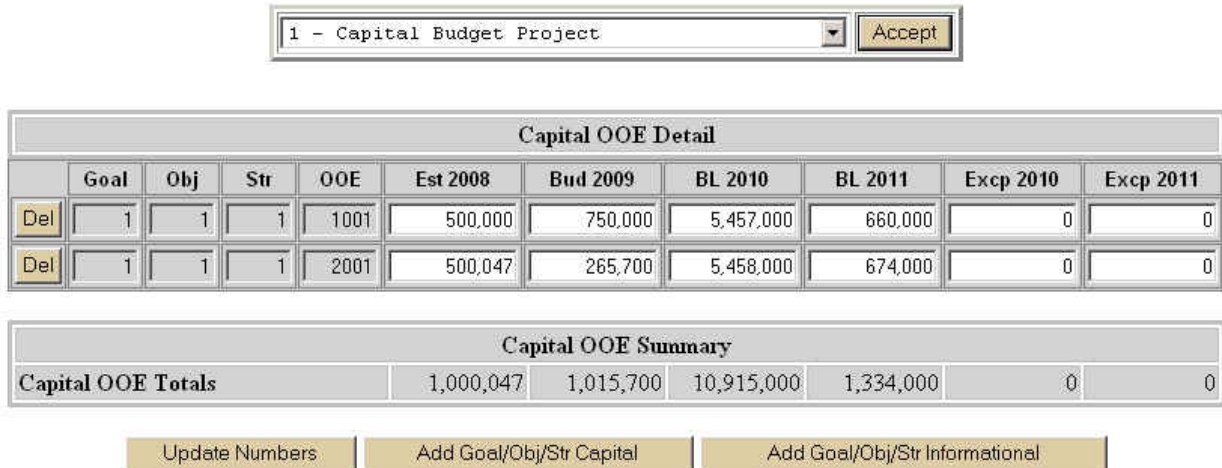 1 - Capital Budget Project Accept
Capital OOE Detail
Goal Obj Str OOE Est 2008 Bud 2009 BL 2010 BL 2011 Excp 2010 Excp 2011
Del 1 1 1 1001 500,000 750,000 5,457,000 660,000 0 0
Del 1 1 1 2001 500,047 265,700 5,458,000 674,000 0 0
Capital OOE Summary
Capital OOE Totals 1,000,047 1,015,700 10,915,000 1,334,000 0 0
Update Numbers Add Goal/Obj/Str Capital Add Goal/Obj/Str Informational